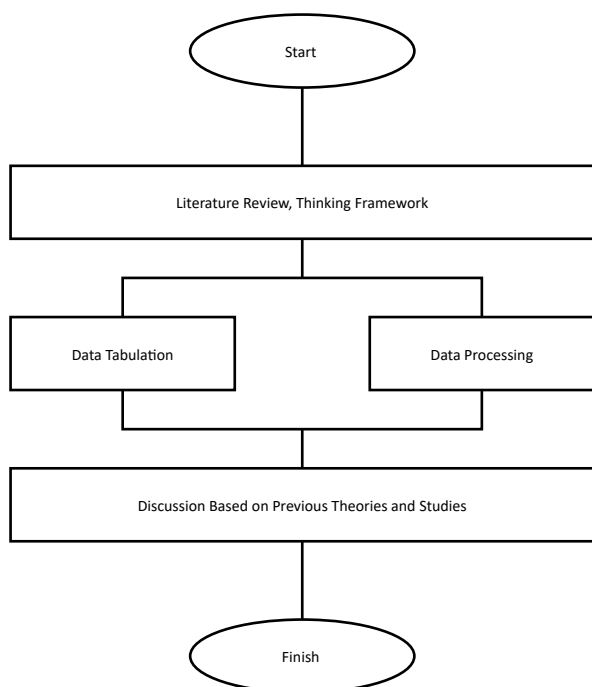 Start
Literature Review, Thinking Framework
Data Tabulation
Data Processing
Discussion Based on Previous Theories and Studies
Finish